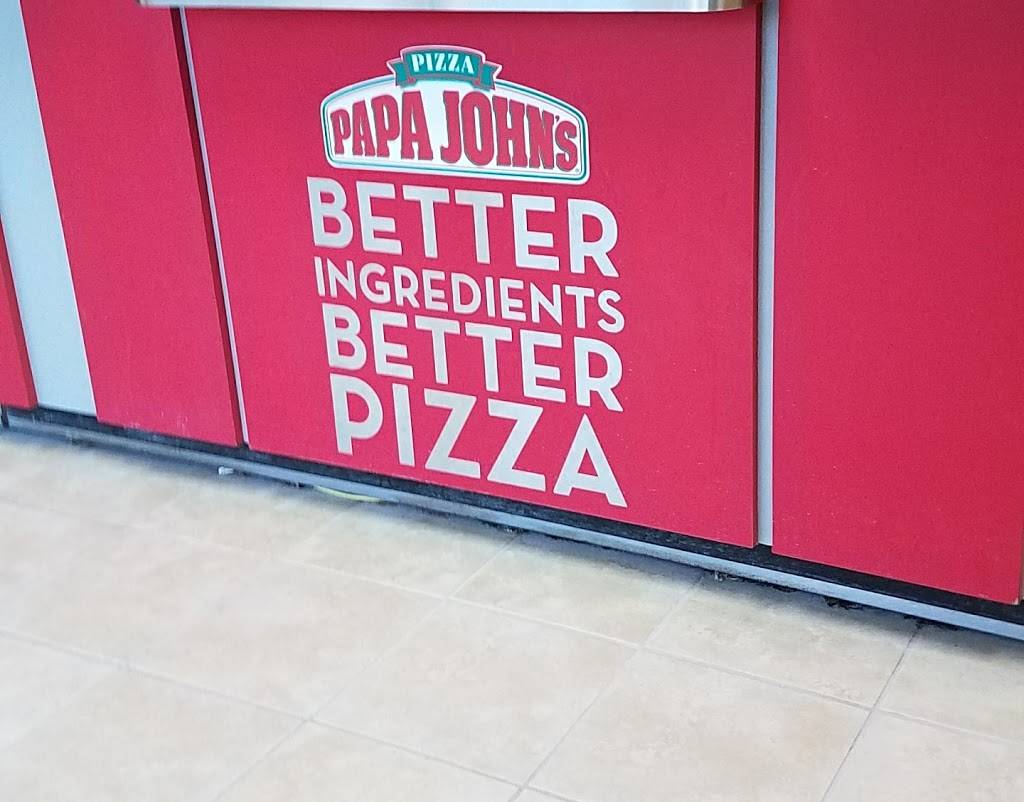 PIZZA
PAPA JOHN'S
BETTER
INGREDIENTS
BETTER
PIZZA